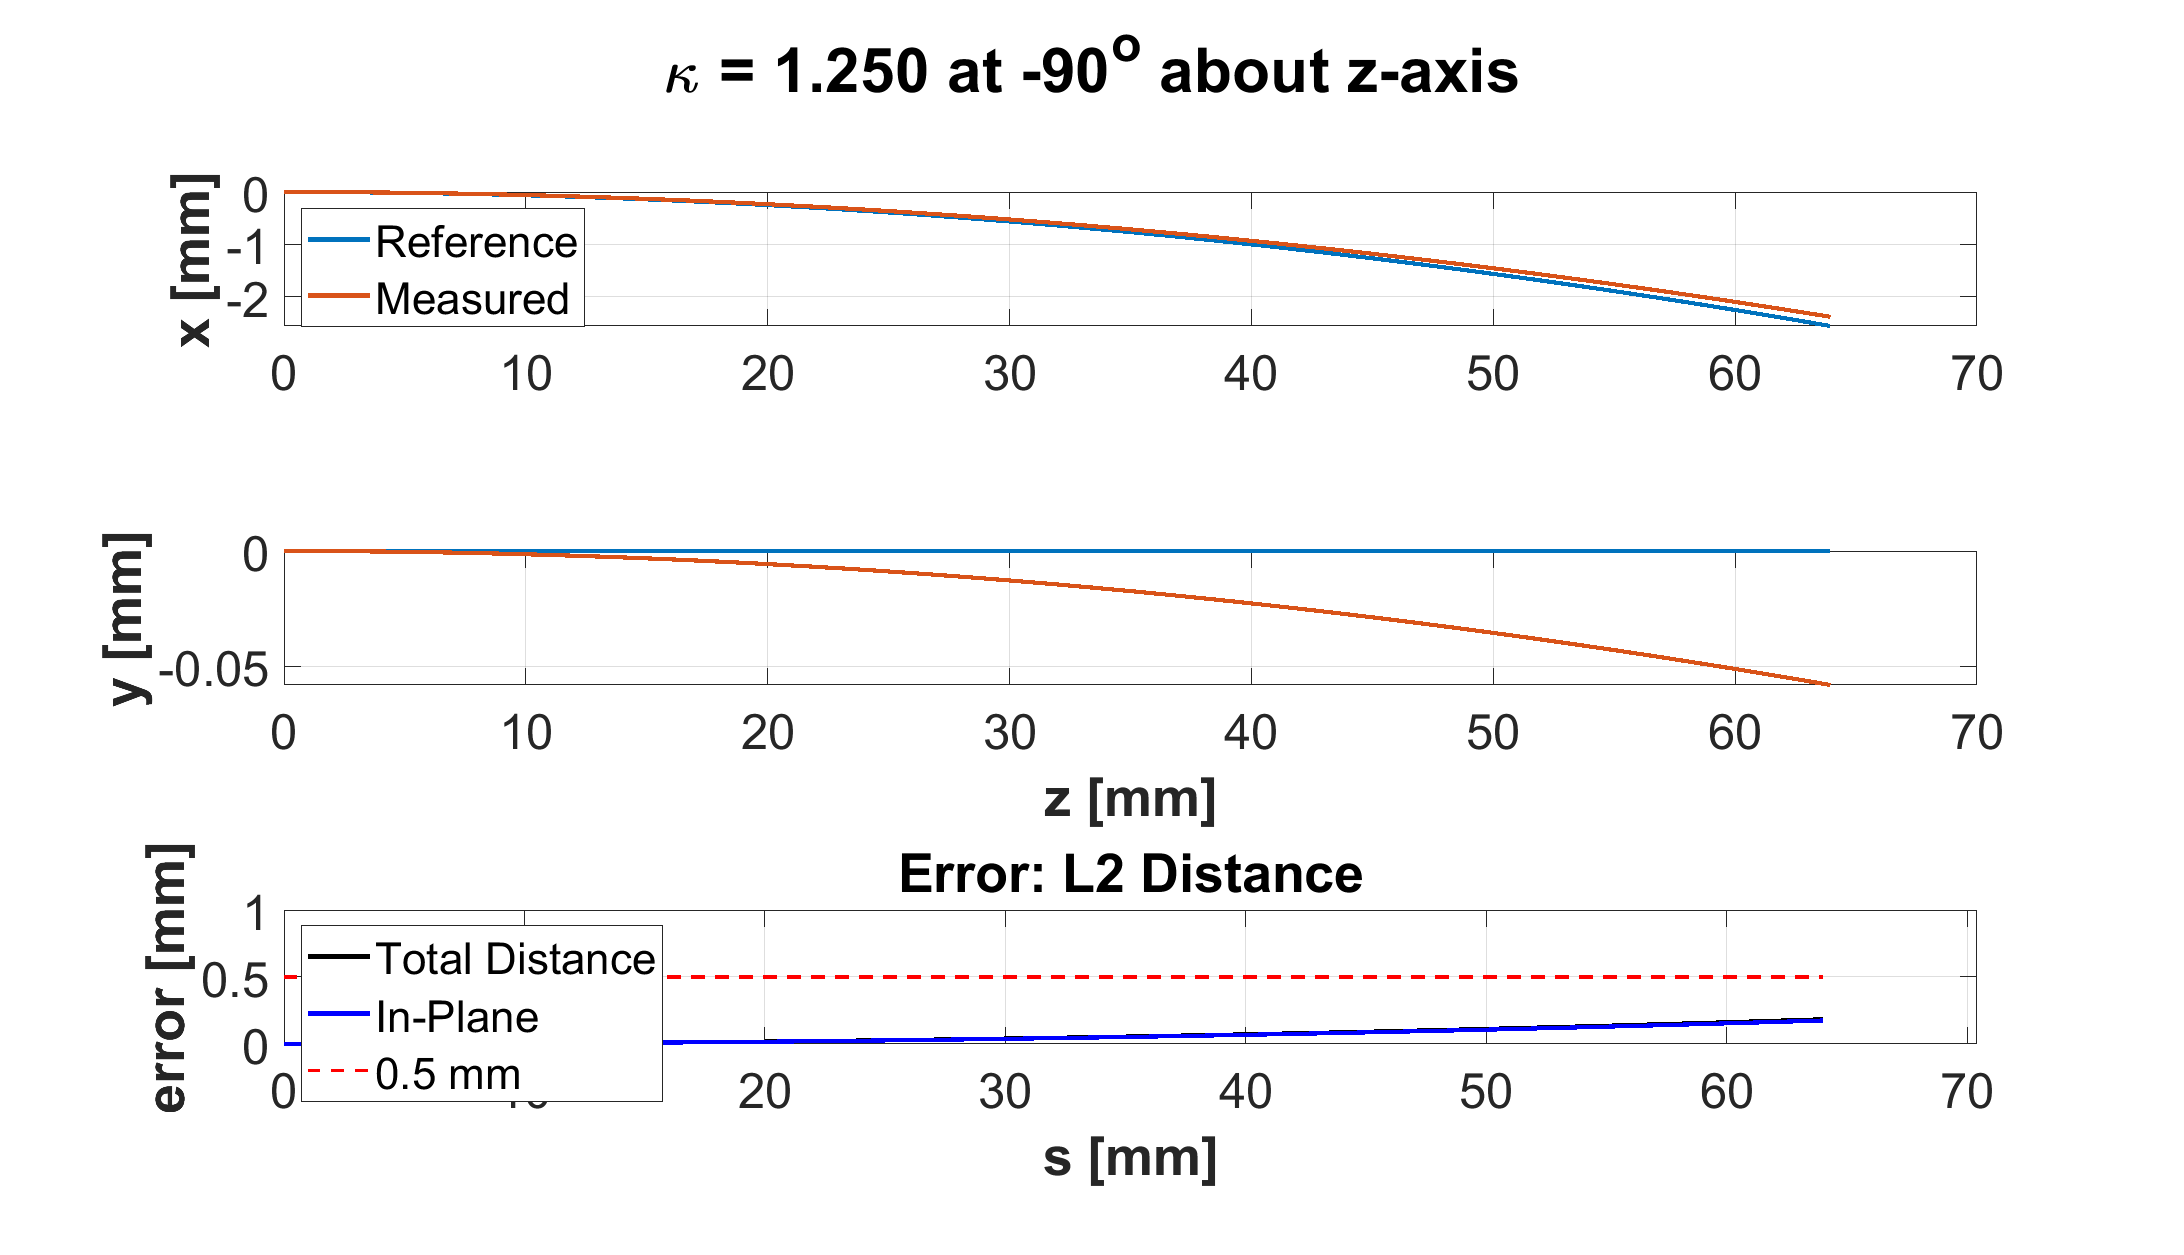 κ = 1.250 at -90° about z-axis
x [mm]
0
-1
-2
Reference
Measured
0 10 20 30 40 50 60 70
y [mm]
0
-0.05
0 10 20 30 40 50 60 70
z [mm]
Error: L2 Distance
error [mm]
1
0.5
0
Total Distance
In-Plane
0.5 mm
0 20 30 40 50 60 70
s [mm]